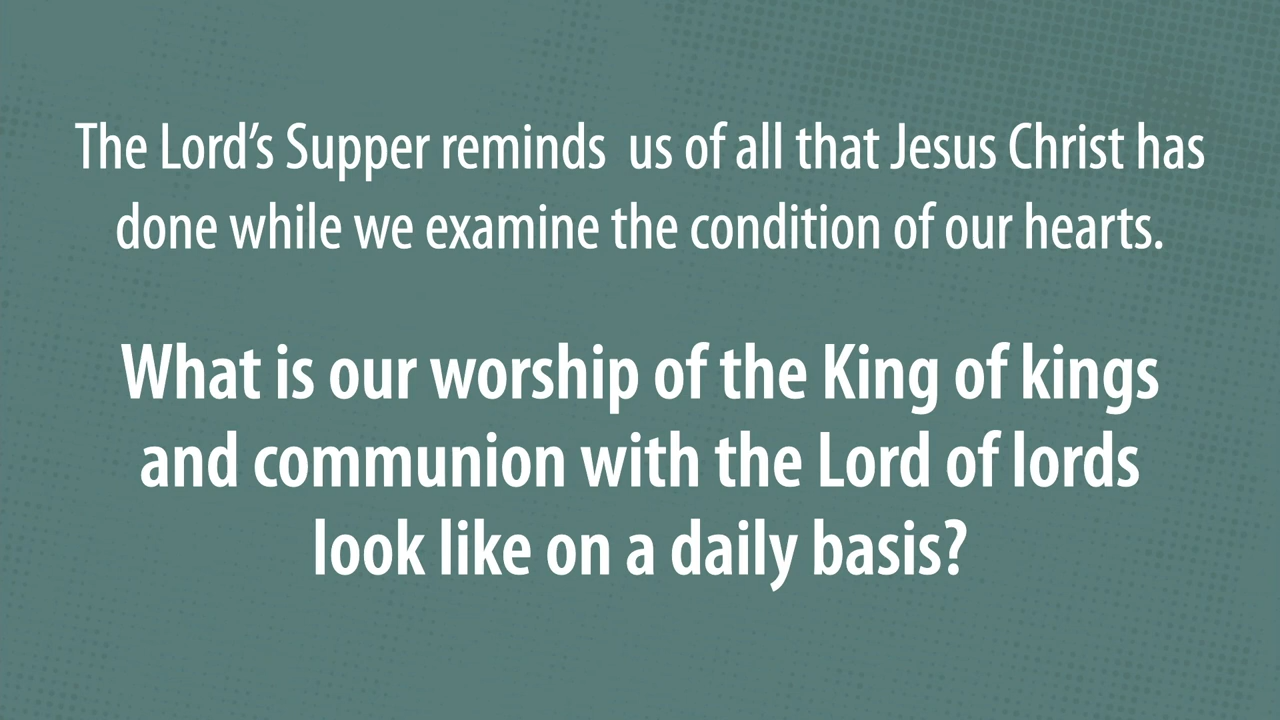 The Lord’s Supper reminds  us of all that Jesus Christ has
done while we examine the condition of our hearts.
What is our worship of the King of kings
and communion with the Lord of lords
look like on a daily basis?